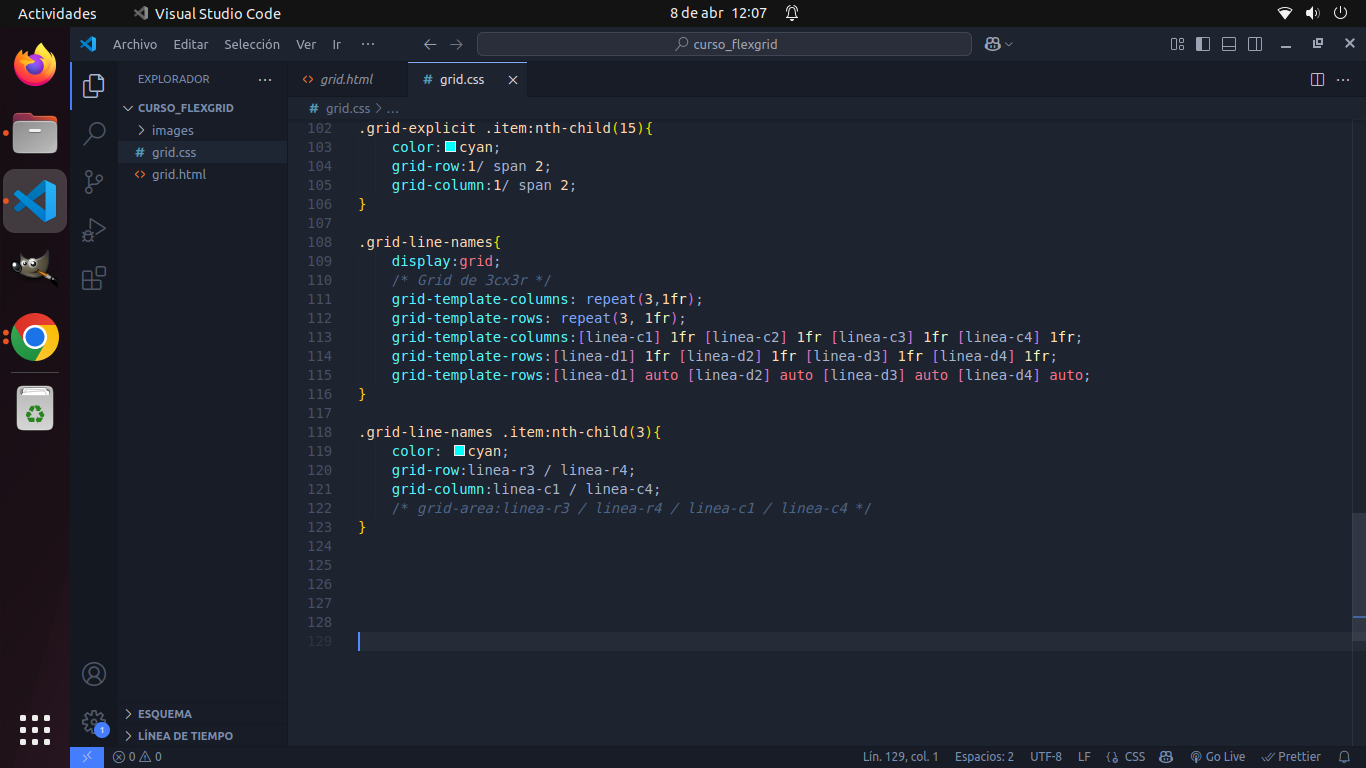 Actividades
Visual Studio Code
8 de abr 12:07
Archivo Editar Selección Ver Ir ···
curso_flexgrid
EXPLORADOR
···
CURSO_FLEXGRID
images
# grid.css
<> grid.html
<> grid.html
# grid.css
# grid.css > ...
102 .grid-explicit .item:nth-child(15){
103 color:cyan;
104 grid-row:1/ span 2;
105 grid-column:1/ span 2;
106 }
107
108 .grid-line-names{
109 display:grid;
110 /* Grid de 3cx3r */
111 grid-template-columns: repeat(3,1fr);
112 grid-template-rows: repeat(3, 1fr);
113 grid-template-columns:[linea-c1] 1fr [linea-c2] 1fr [linea-c3] 1fr [linea-c4] 1fr;
114 grid-template-rows:[linea-d1] 1fr [linea-d2] 1fr [linea-d3] 1fr [linea-d4] 1fr;
115 grid-template-rows:[linea-d1] auto [linea-d2] auto [linea-d3] auto [linea-d4] auto;
116 }
117
118 .grid-line-names .item:nth-child(3){
119 color: cyan;
120 grid-row:linea-r3 / linea-r4;
121 grid-column:linea-c1 / linea-c4;
122 /* grid-area:linea-r3 / linea-r4 / linea-c1 / linea-c4 */
123 }
124
125
126
127
128
129
ESQUEMA
LÍNEA DE TIEMPO
1
0 0
Lín. 129, col. 1
Espacios: 2
UTF-8
LF
{} CSS
Go Live
Prettier